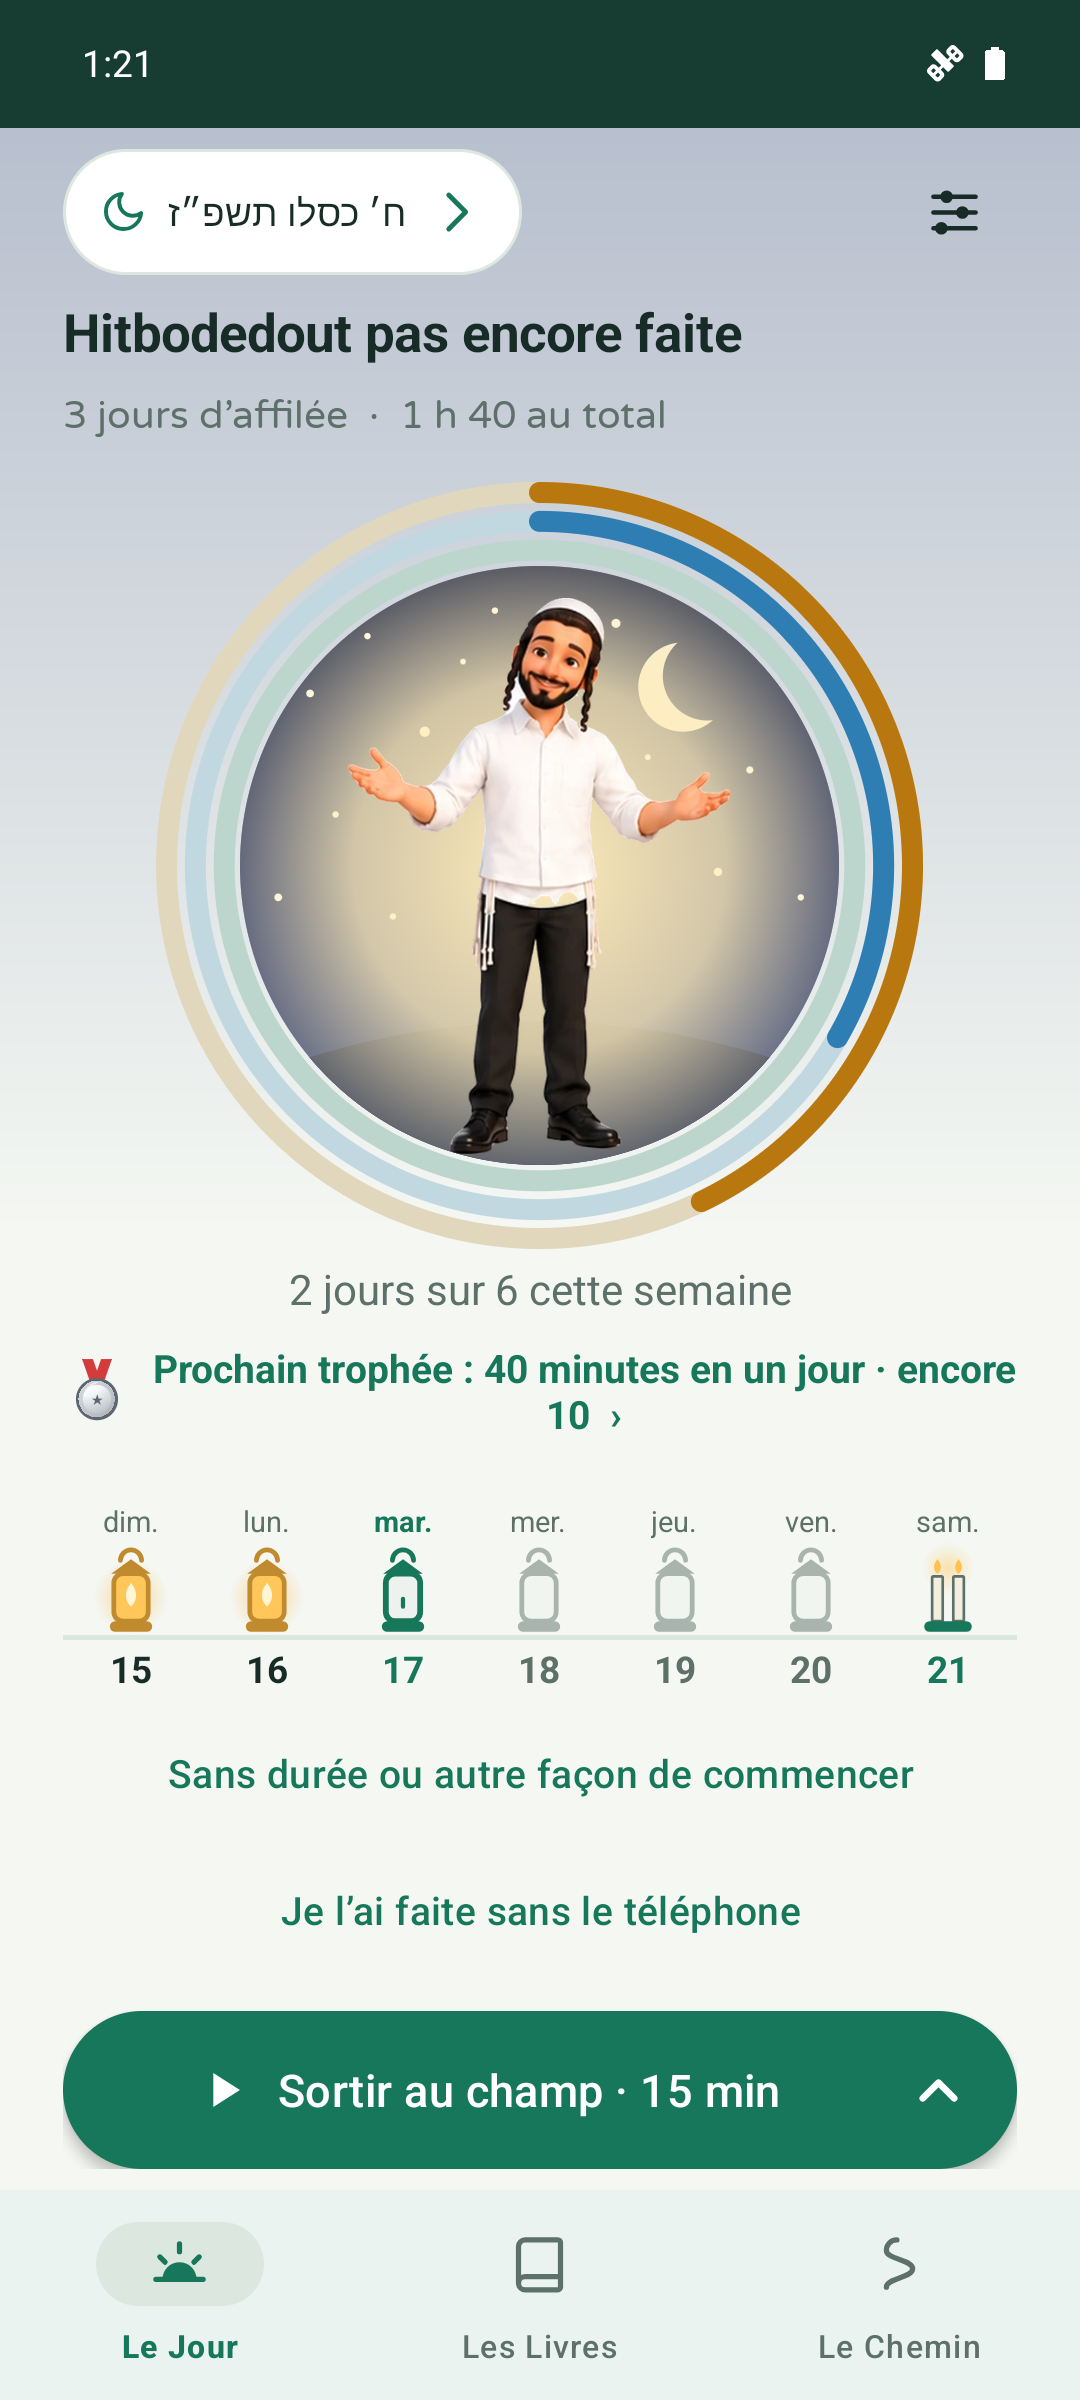 1:21
ח׳ כסלו תשפ״ז
Hitbodedout pas encore faite
3 jours d’affilée · 1 h 40 au total
2 jours sur 6 cette semaine
Prochain trophée : 40 minutes en un jour · encore
10 ›
dim. lun. mar. mer. jeu. ven. sam.
15 16 17 18 19 20 21
Sans durée ou autre façon de commencer
Je l’ai faite sans le téléphone
Sortir au champ · 15 min
Le Jour Les Livres Le Chemin